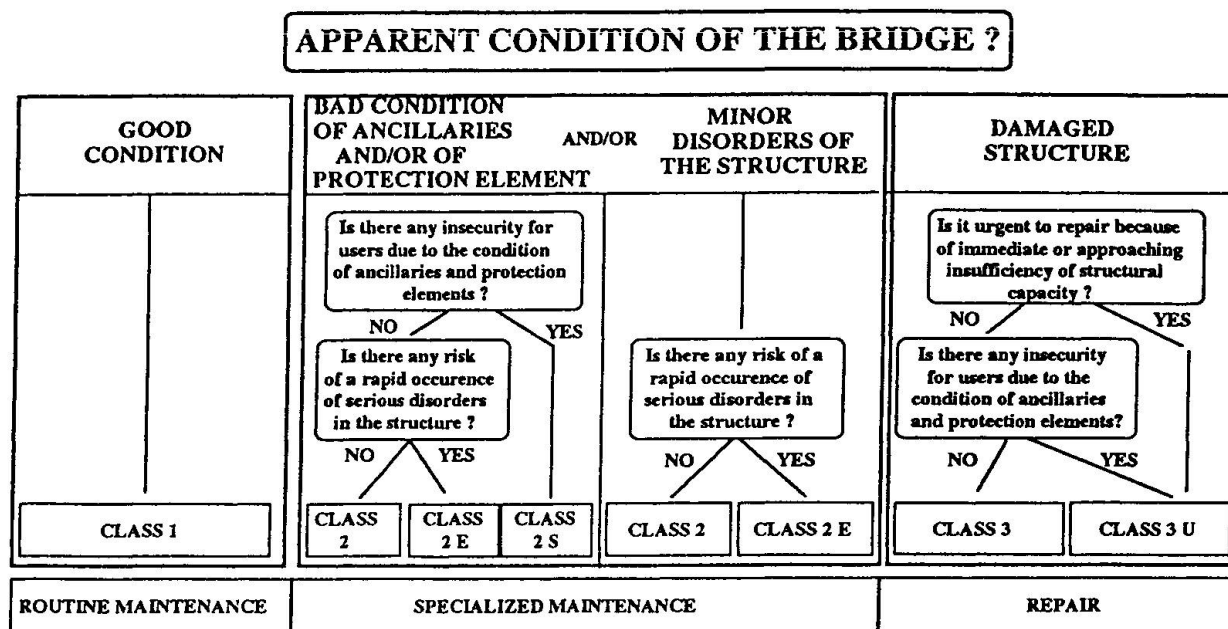 APPARENT CONDITION OF THE BRIDGE ?
GOOD
CONDITION
BAD CONDITION
OF ANCILLARIES
AND/OR OF
PROTECTION ELEMENT
AND/OR
MINOR
DISORDERS OF
THE STRUCTURE
DAMAGED
STRUCTURE
Is there any insecurity for
users due to the condition
of ancillaries and protection
elements ?
NO
YES
Is there any risk
of a rapid occurence
of serious disorders
in the structure ?
NO
YES
Is there any risk of a
rapid occurence of
serious disorders in
the structure ?
NO
YES
Is it urgent to repair because
of immediate or approaching
insufficiency of structural
capacity ?
NO
YES
Is there any insecurity
for users due to the
condition of ancillaries
and protection elements?
NO
YES
CLASS 1
CLASS
2
CLASS
2 E
CLASS
2 S
CLASS 2
CLASS 2 E
CLASS 3
CLASS 3 U
ROUTINE MAINTENANCE
SPECIALIZED MAINTENANCE
REPAIR